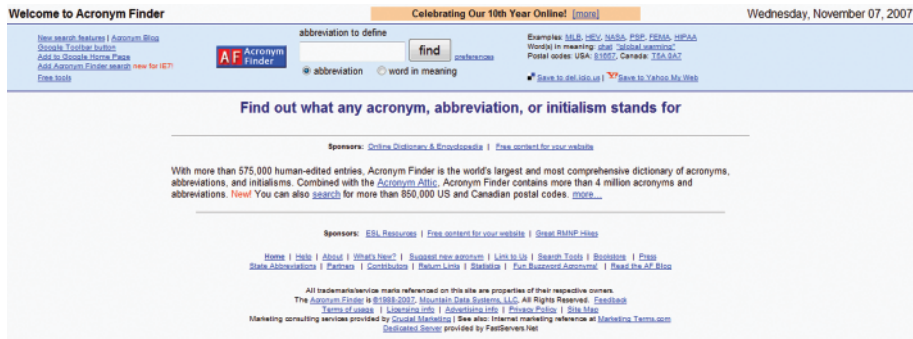 Welcome to Acronym Finder
Celebrating Our 10th Year Online! [more]
Wednesday, November 07, 2007
New search features | Acronym Blog
Google Toolbar button
Add to Google Home Page
Add Acronym Finder search new for IE7!
Free tools
AF Acronym Finder
abbreviation to define
find
preferences
abbreviation word in meaning
Examples: MLB, HEV, NASA, PSP, FEMA, HIPAA
Word(s) in meaning: chat "global warming"
Postal codes: USA: 81657, Canada: T5A 0A7
Save to del.icio.us | Save to Yahoo My Web
Find out what any acronym, abbreviation, or initialism stands for
Sponsors: Online Dictionary & Encyclopedia | Free content for your website
With more than 575,000 human-edited entries, Acronym Finder is the world's largest and most comprehensive dictionary of acronyms,
abbreviations, and initialisms. Combined with the Acronym Attic, Acronym Finder contains more than 4 million acronyms and
abbreviations. New! You can also search for more than 850,000 US and Canadian postal codes. more...
Sponsors: ESL Resources | Free content for your website | Great RMNP Hikes
Home | Help | About | What's New? | Suggest new acronym | Link to Us | Search Tools | Bookstore | Press
State Abbreviations | Partners | Contributors | Return Links | Statistics | Fun Buzzword Acronyms! | Read the AF Blog
All trademarks/service marks referenced on this site are properties of their respective owners.
The Acronym Finder is ©1988-2007, Mountain Data Systems, LLC, All Rights Reserved. Feedback
Terms of usage | Licensing info | Advertising info | Privacy Policy | Site Map
Marketing consulting services provided by Crucial Marketing | See also: Internet marketing reference at Marketing Terms.com
Dedicated Server provided by FastServers.Net